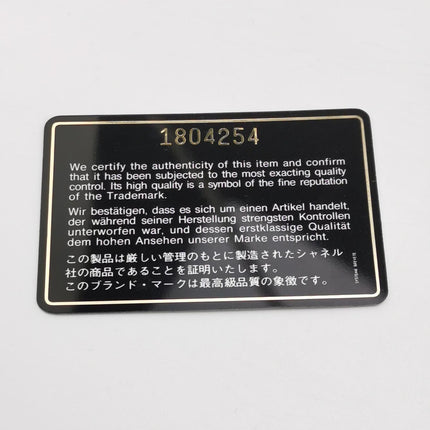 1804254
We certify the authenticity of this item and confirm
that it has been subjected to the most exacting quality
control. Its high quality is a symbol of the fine reputation
of the Trademark.
Wir bestätigen, dass es sich um einen Artikel handelt,
der während seiner Herstellung strengsten Kontrollen
unterworfen war, und dessen erstklassige Qualität
dem hohen Ansehen unserer Marke entspricht.
この製品は厳しい管理のもとに製造されたシャネル
社の商品であることを証明いたします。
このブランド・マークは最高級品質の象徴です。